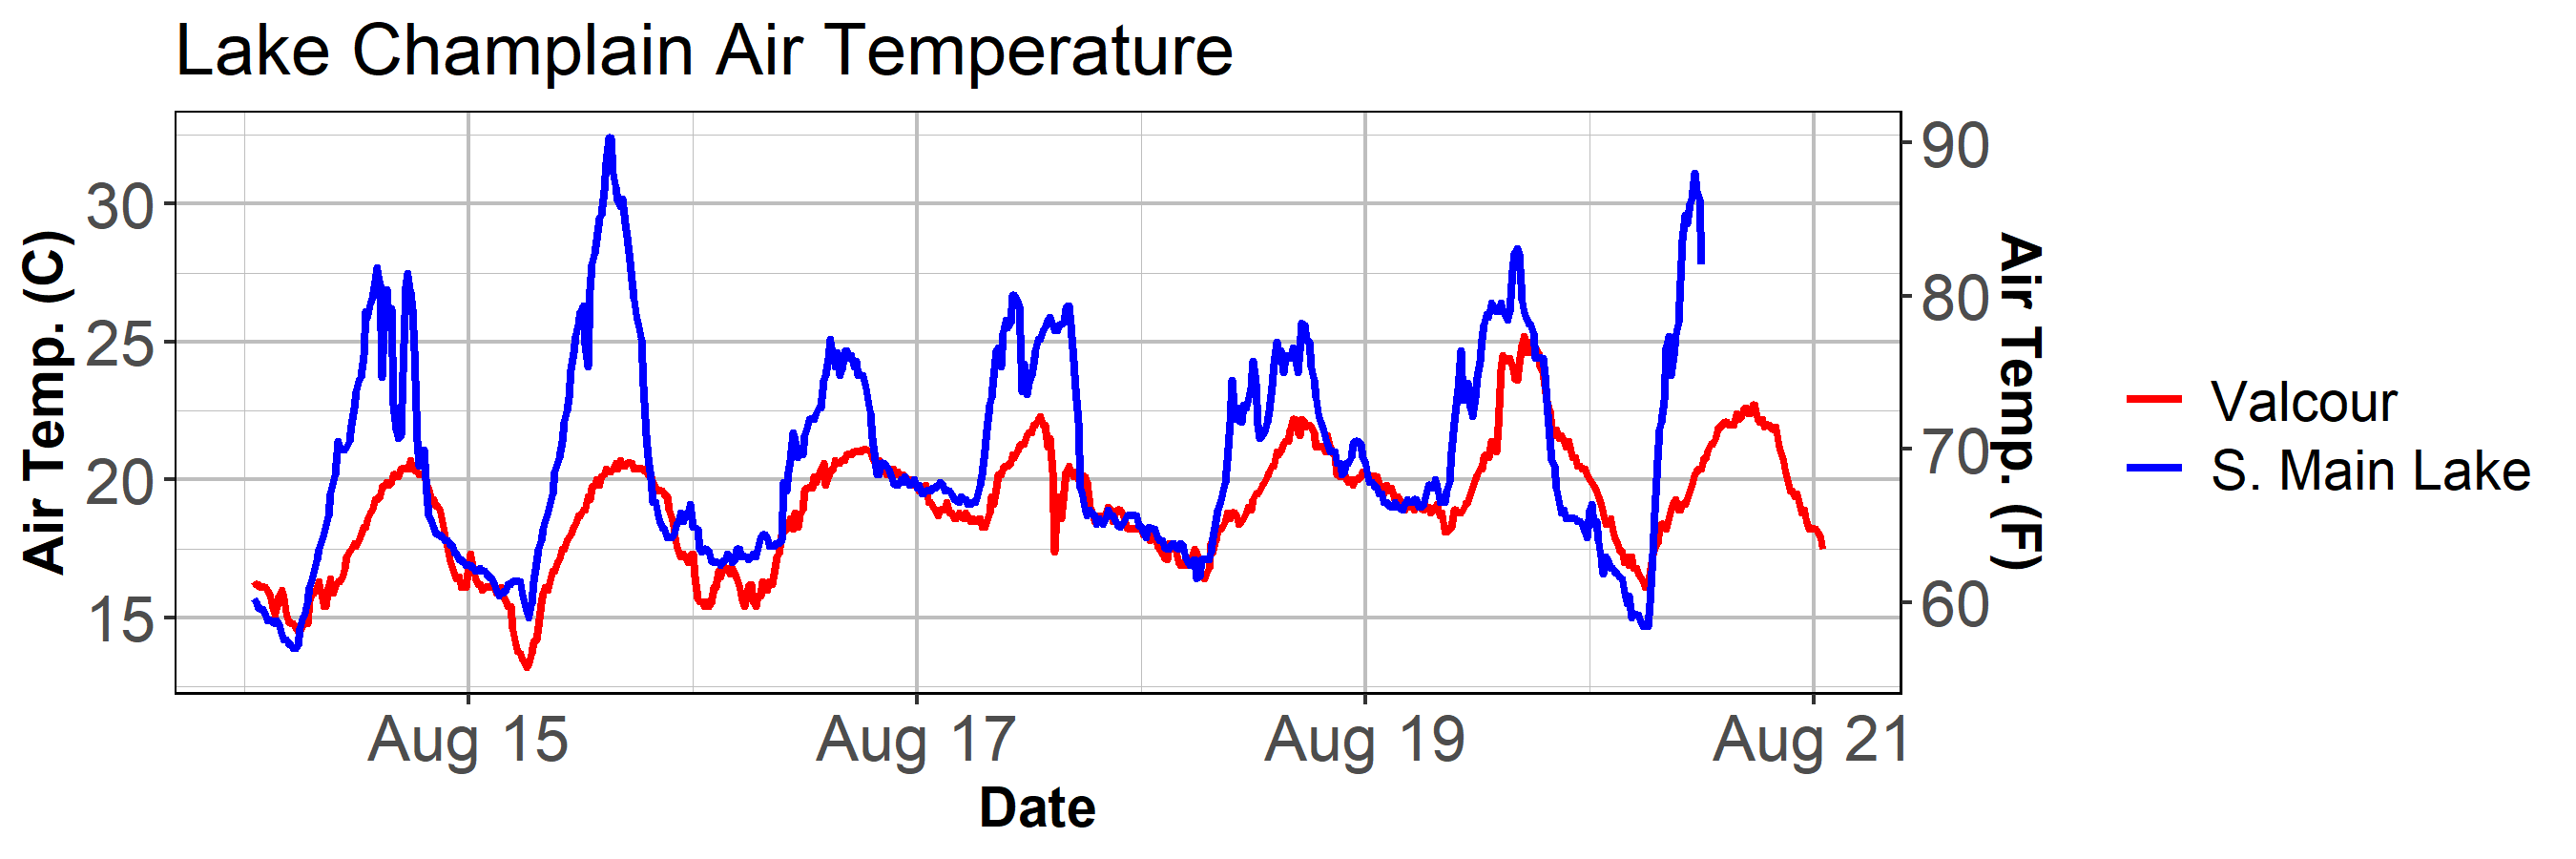 Lake Champlain Air Temperature
Air Temp. (C)
30
25
20
15
90
80
70
60
Air Temp. (F)
Aug 15
Aug 17
Aug 19
Aug 21
Date
Valcour
S. Main Lake